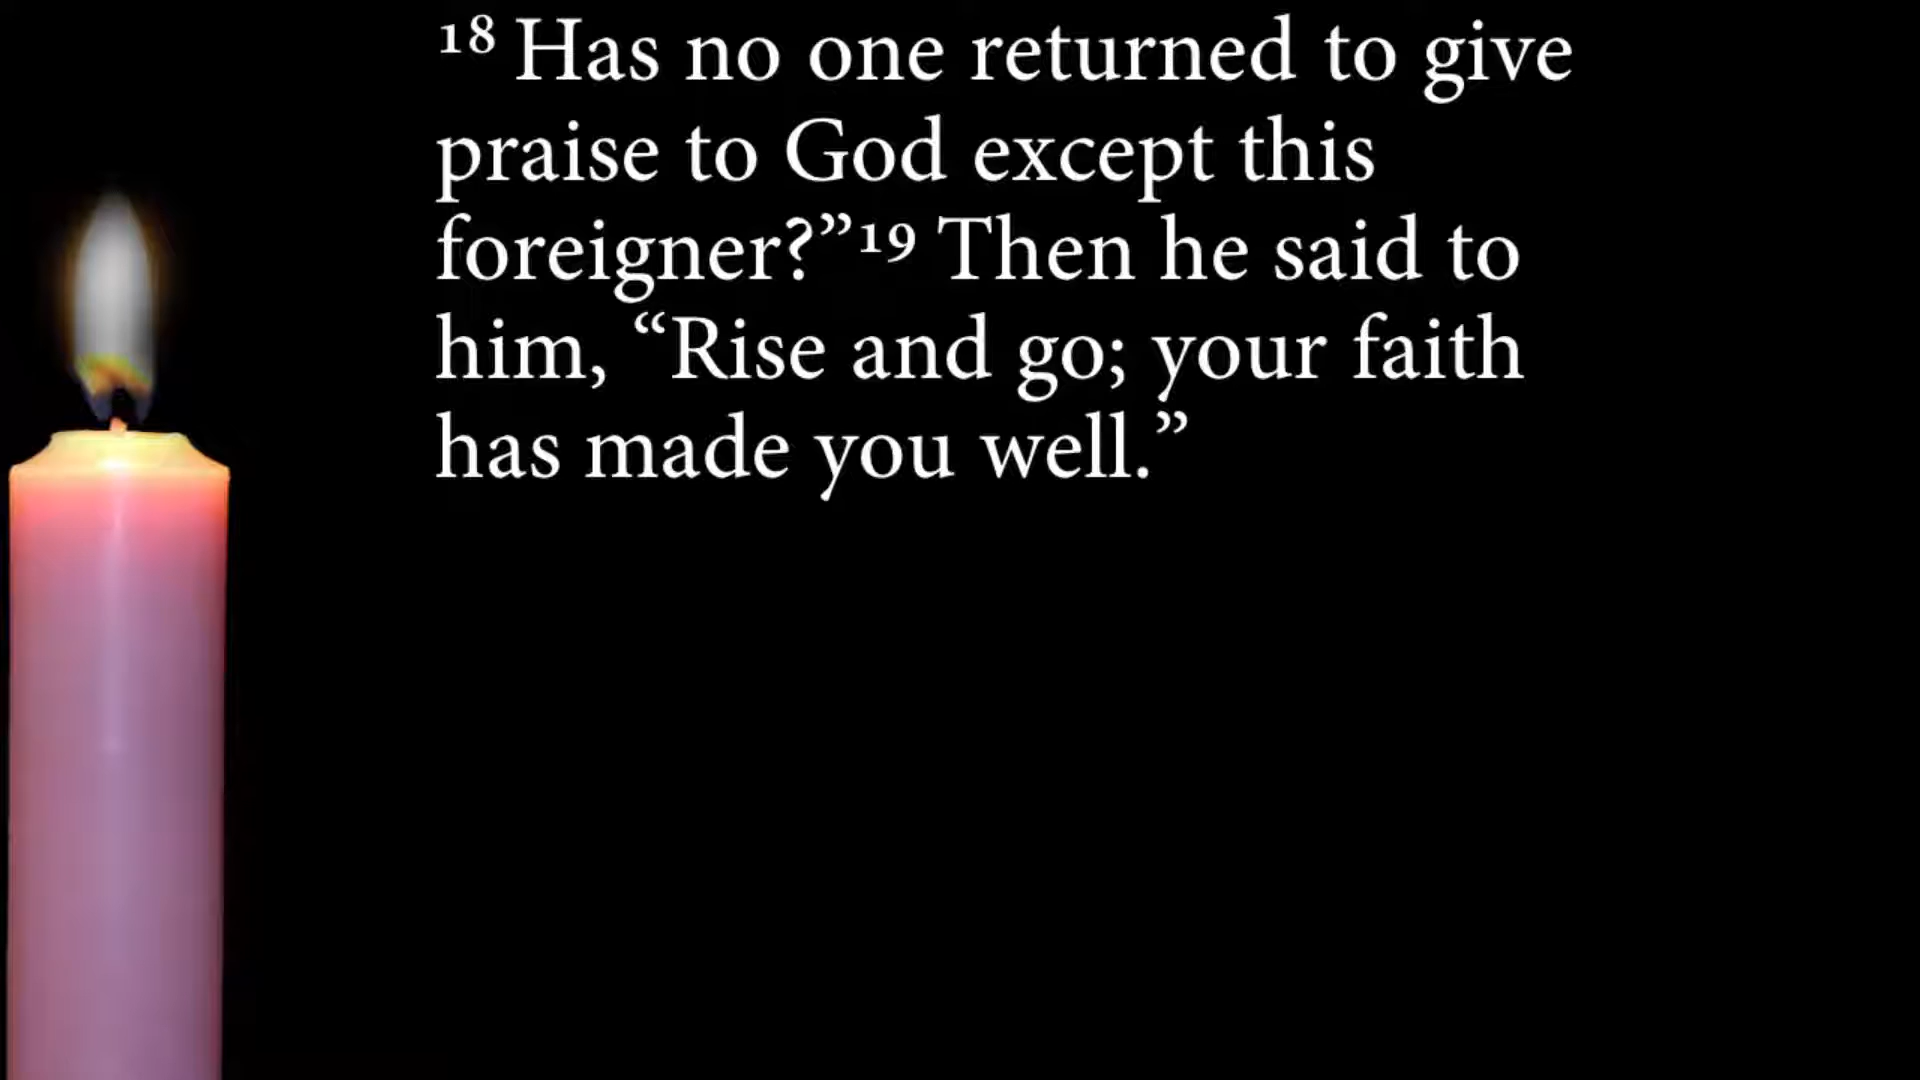 ¹⁸ Has no one returned to give
praise to God except this
foreigner?”¹⁹ Then he said to
him, “Rise and go; your faith
has made you well.”